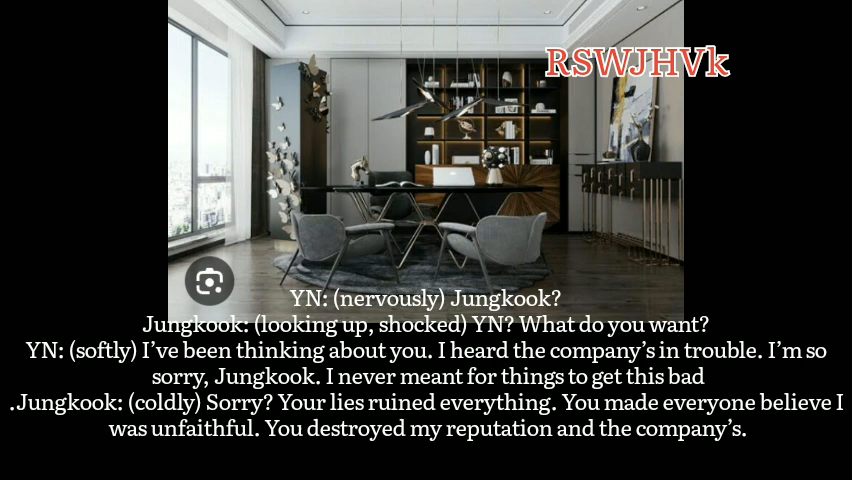 RSWJHVk
YN: (nervously) Jungkook?
Jungkook: (looking up, shocked) YN? What do you want?
YN: (softly) I’ve been thinking about you. I heard the company’s in trouble. I’m so
sorry, Jungkook. I never meant for things to get this bad
.Jungkook: (coldly) Sorry? Your lies ruined everything. You made everyone believe I
was unfaithful. You destroyed my reputation and the company’s.